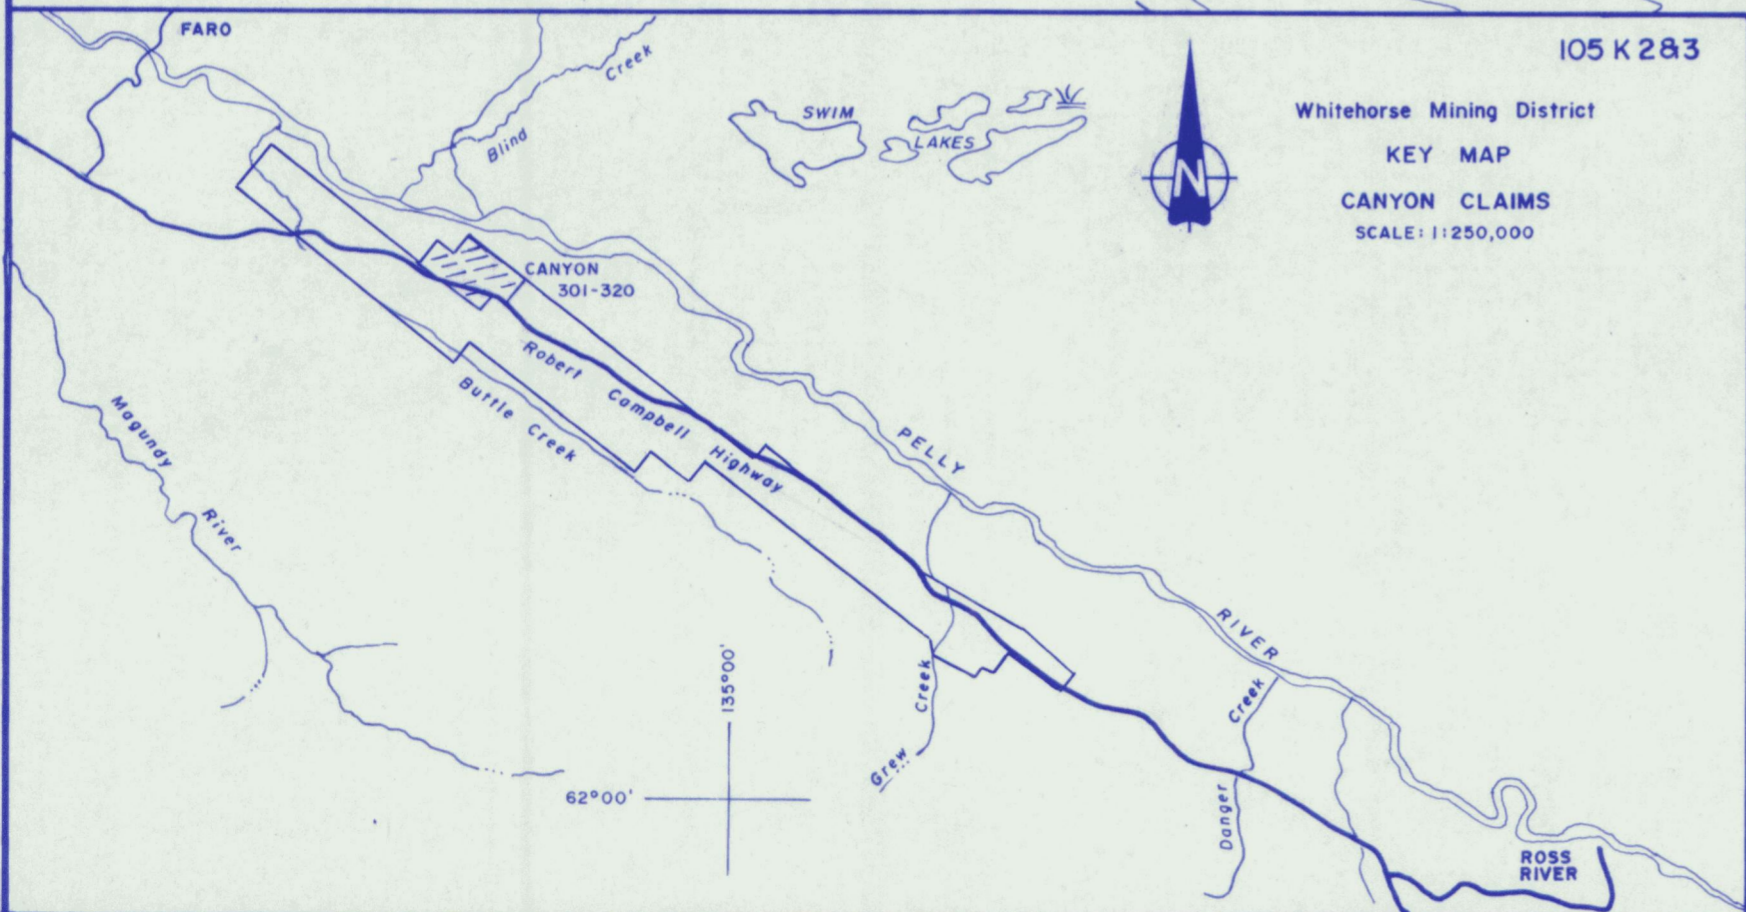 FARO
105 K 2&3
Creek
Blind
SWIM
LAKES
N
Whitehorse Mining District
KEY MAP
CANYON CLAIMS
SCALE: 1:250,000
CANYON
301-320
Robert Campbell Highway
Buttle Creek
Magundy River
PELLY RIVER
135°00'
62°00'
Grew Creek
Danger Creek
ROSS
RIVER